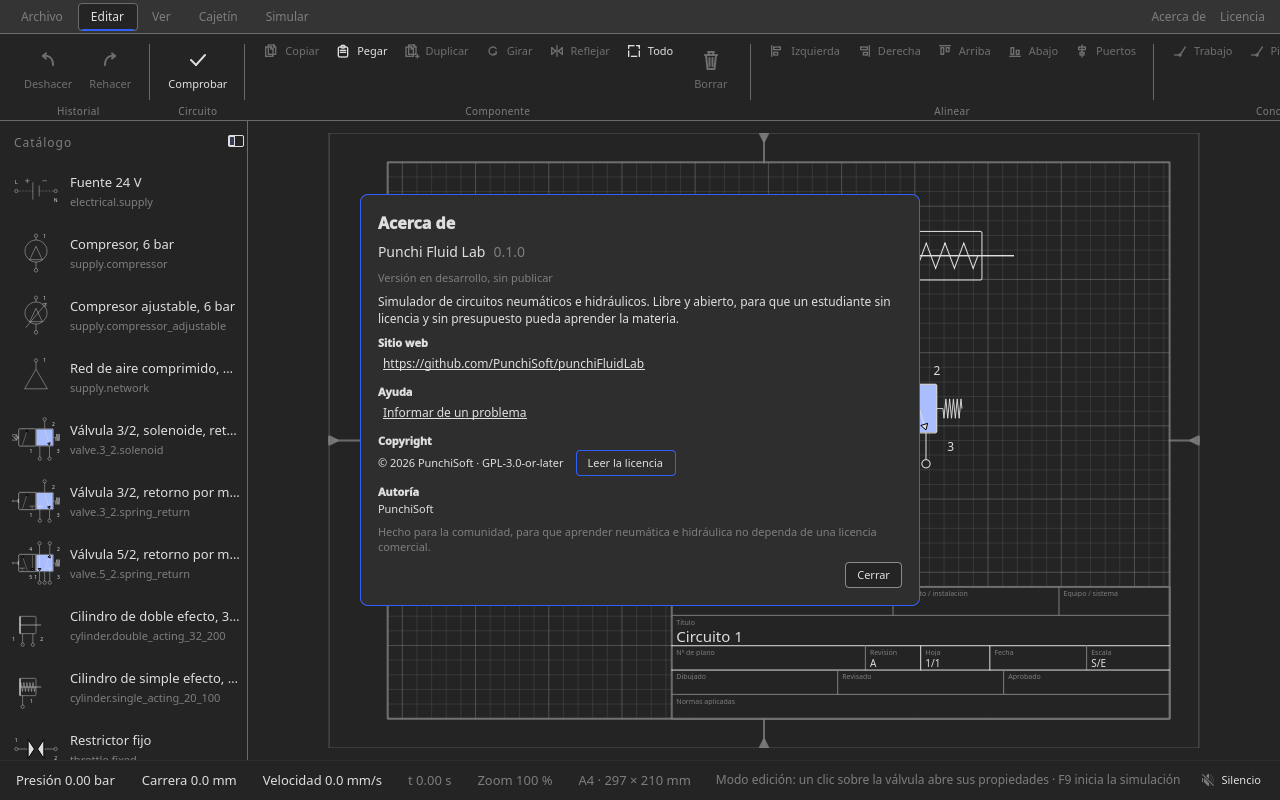 Archivo
Editar
Ver
Cajetín
Simular
Acerca de
Licencia
Deshacer
Rehacer
Historial
Comprobar
Circuito
Copiar
Pegar
Duplicar
Girar
Reflejar
Todo
Borrar
Componente
Izquierda
Derecha
Arriba
Abajo
Puertos
Alinear
Trabajo
Catálogo
Fuente 24 V
electrical.supply
Compresor, 6 bar
supply.compressor
Compresor ajustable, 6 bar
supply.compressor_adjustable
Red de aire comprimido, ...
supply.network
Válvula 3/2, solenoide, ret...
valve.3_2.solenoid
Válvula 3/2, retorno por m...
valve.3_2.spring_return
Válvula 5/2, retorno por m...
valve.5_2.spring_return
Cilindro de doble efecto, 3...
cylinder.double_acting_32_200
Cilindro de simple efecto, ...
cylinder.single_acting_20_100
Restrictor fijo
throttle.fixed
Acerca de
Punchi Fluid Lab 0.1.0
Versión en desarrollo, sin publicar
Simulador de circuitos neumáticos e hidráulicos. Libre y abierto, para que un estudiante sin
licencia y sin presupuesto pueda aprender la materia.
Sitio web
https://github.com/PunchiSoft/punchiFluidLab
Ayuda
Informar de un problema
Copyright
© 2026 PunchiSoft · GPL-3.0-or-later
Leer la licencia
Autoría
PunchiSoft
Hecho para la comunidad, para que aprender neumática e hidráulica no dependa de una licencia
comercial.
Cerrar
2
3
/ instalación
Equipo / sistema
Título
Circuito 1
Nº de plano
Revisión
A
Hoja
1/1
Fecha
Escala
S/E
Dibujado
Revisado
Aprobado
Normas aplicadas
Presión 0.00 bar
Carrera 0.0 mm
Velocidad 0.0 mm/s
t 0.00 s
Zoom 100 %
A4 · 297 × 210 mm
Modo edición: un clic sobre la válvula abre sus propiedades · F9 inicia la simulación
Silencio